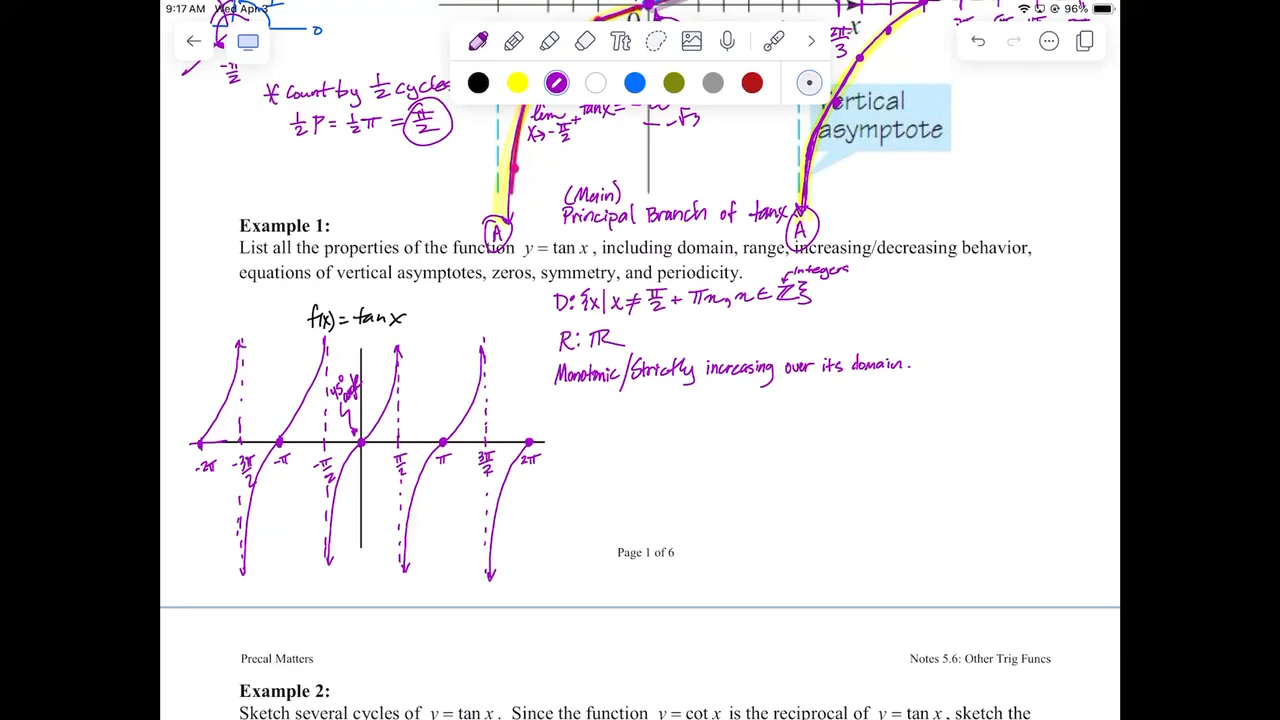 9:17 AM Wed Apr 3
96%
0
-π/2
2π/3
x
* Count by 1/2 cycles
1/2 P = 1/2 π = π/2
lim x→-π/2+ tan x = -∞
-√3
Vertical
asymptote
(Main)
Principal Branch of tan x
A
A
Example 1:
List all the properties of the function y = tan x , including domain, range, increasing/decreasing behavior,
equations of vertical asymptotes, zeros, symmetry, and periodicity.
integers
D: {x | x ≠ π/2 + πn, n ∈ ℤ}
f(x) = tan x
R: ℝ
Monotonic/Strictly increasing over its domain.
-2π -3π/2 -π -π/2 π/2 π 3π/2 2π
Page 1 of 6
Precal Matters Notes 5.6: Other Trig Funcs
Example 2:
Sketch several cycles of y = tan x . Since the function y = cot x is the reciprocal of y = tan x , sketch the